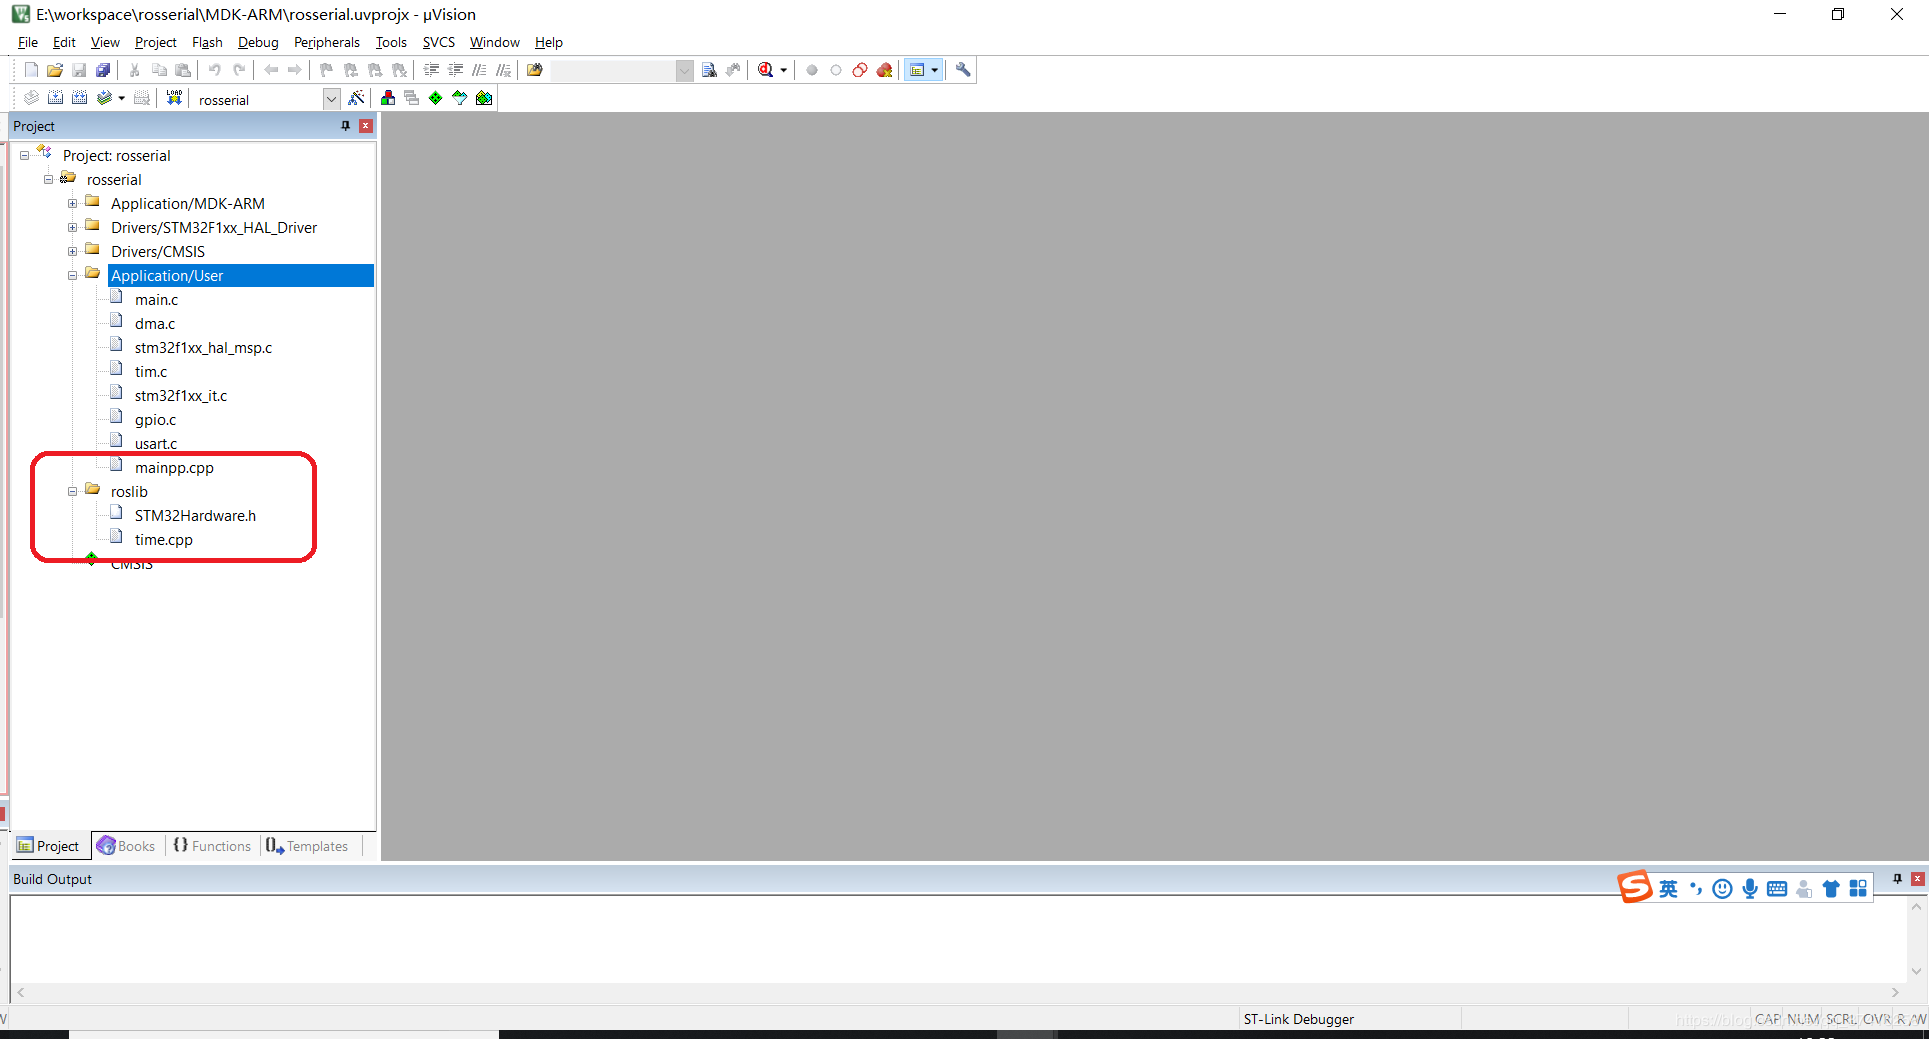 E:\workspace\rosserial\MDK-ARM\rosserial.uvprojx - µVision
File Edit View Project Flash Debug Peripherals Tools SVCS Window Help
LOAD
rosserial
Project
Project: rosserial
rosserial
Application/MDK-ARM
Drivers/STM32F1xx_HAL_Driver
Drivers/CMSIS
Application/User
main.c
dma.c
stm32f1xx_hal_msp.c
tim.c
stm32f1xx_it.c
gpio.c
usart.c
mainpp.cpp
roslib
STM32Hardware.h
time.cpp
CMSIS
Project Books Functions Templates
Build Output
英
ST-Link Debugger
CAP NUM SCRL OVR R/W